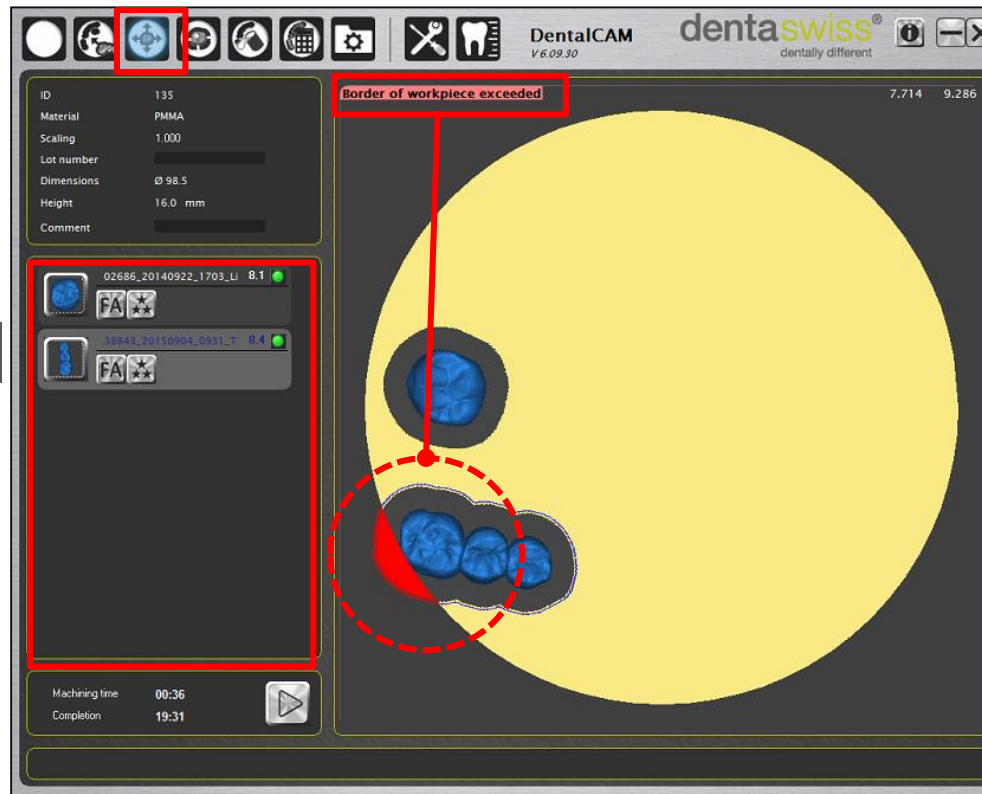 DentalCAM
V 6.09.30
dentaswiss®
dentally different
ID 135
Material PMMA
Scaling 1.000
Lot number
Dimensions Ø 98.5
Height 16.0 mm
Comment
Border of workpiece exceeded
7.714 9.286
02686_20140922_1703_Li 8.1
FA
38843_20150904_0931_T 8.4
FA
Machining time 00:36
Completion 19:31